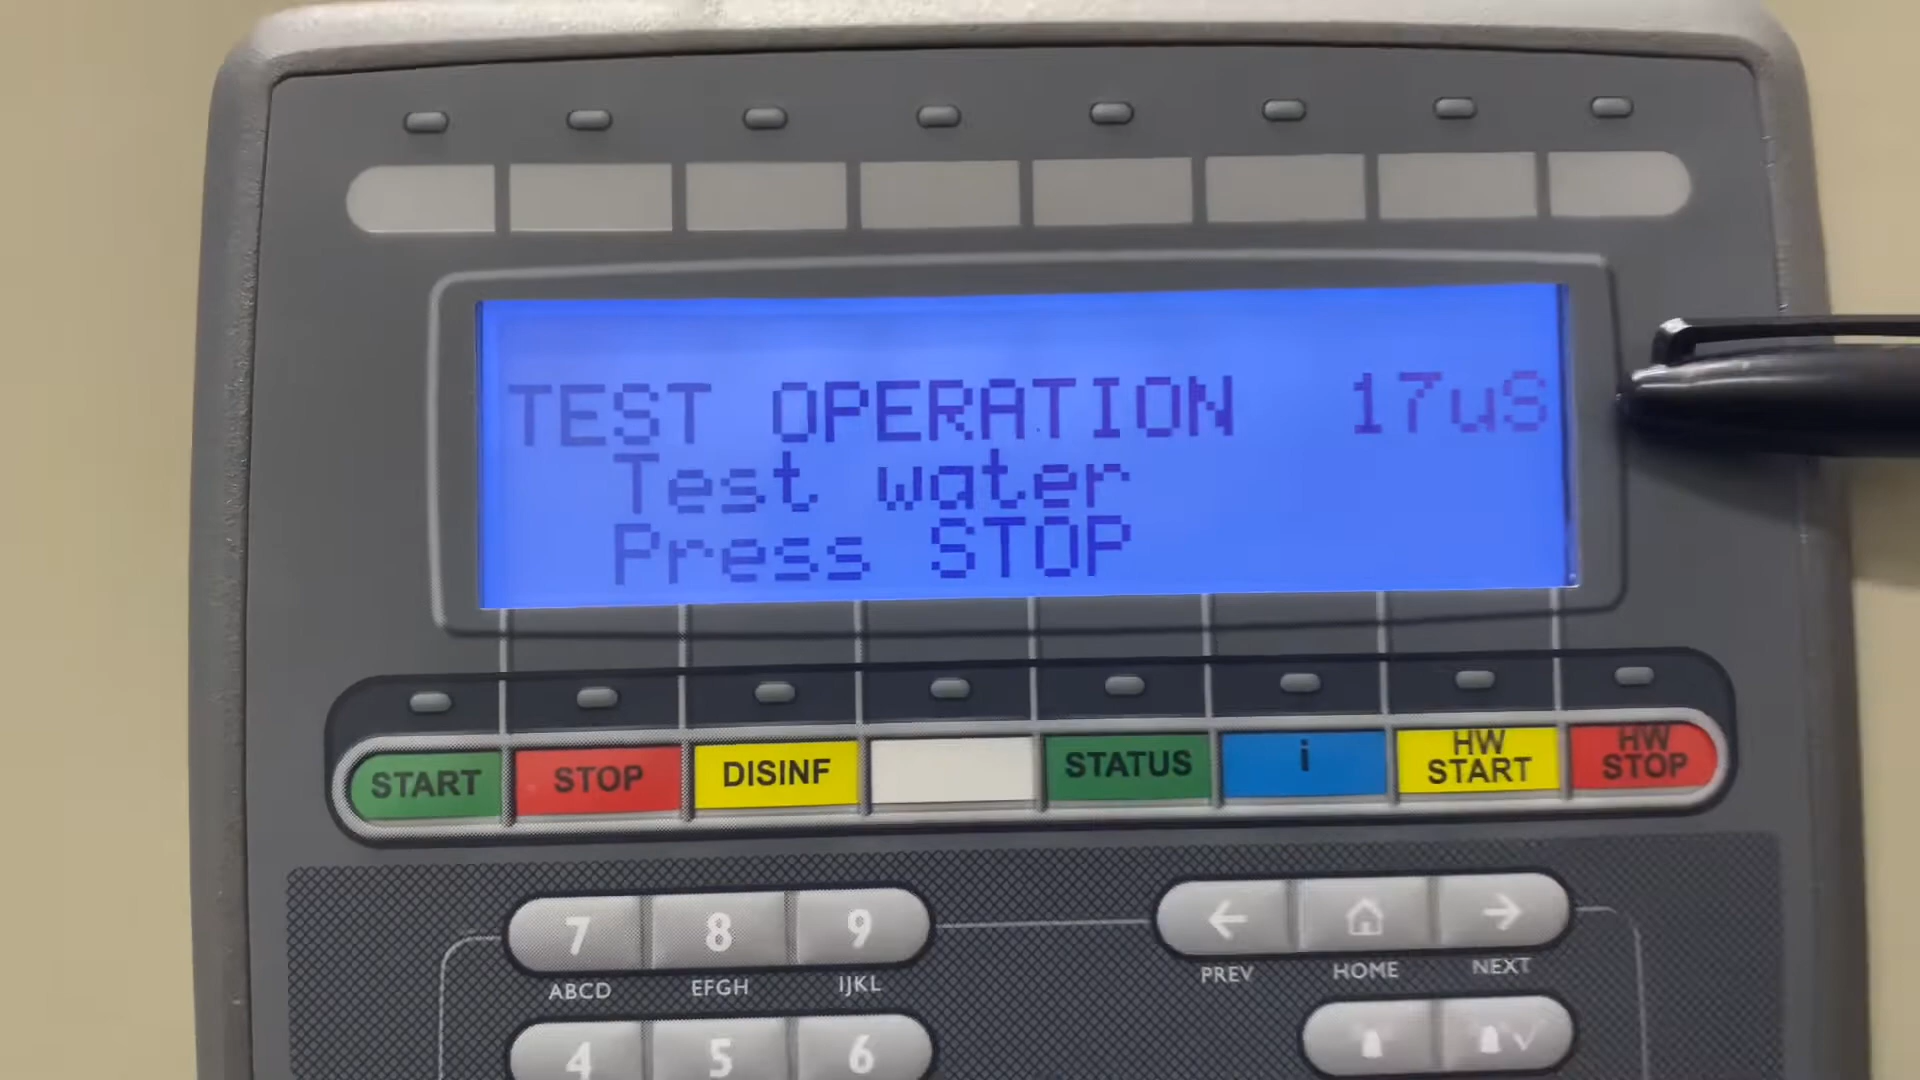 TEST OPERATION 17uS
Test water
Press STOP
START
STOP
DISINF
STATUS
i
HW START
HW STOP
7 8 9
ABCD EFGH IJKL
PREV HOME NEXT
4 5 6